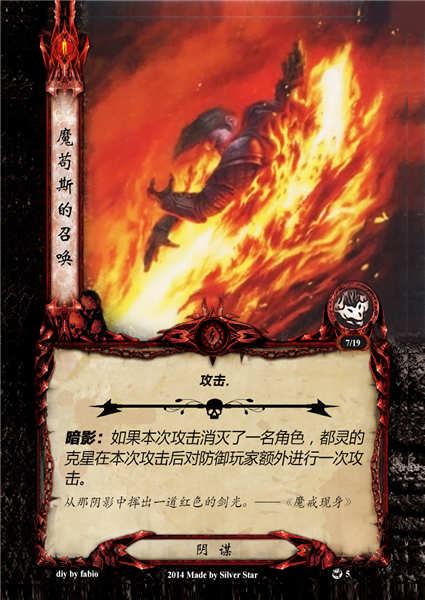 魔苟斯的召唤
7/19
攻击.
暗影：如果本次攻击消灭了一名角色，都灵的
克星在本次攻击后对防御玩家额外进行一次攻
击。
从那阴影中挥出一道红色的剑光。——《魔戒现身》
阴谋
diy by fabio
2014 Made by Silver Star
5